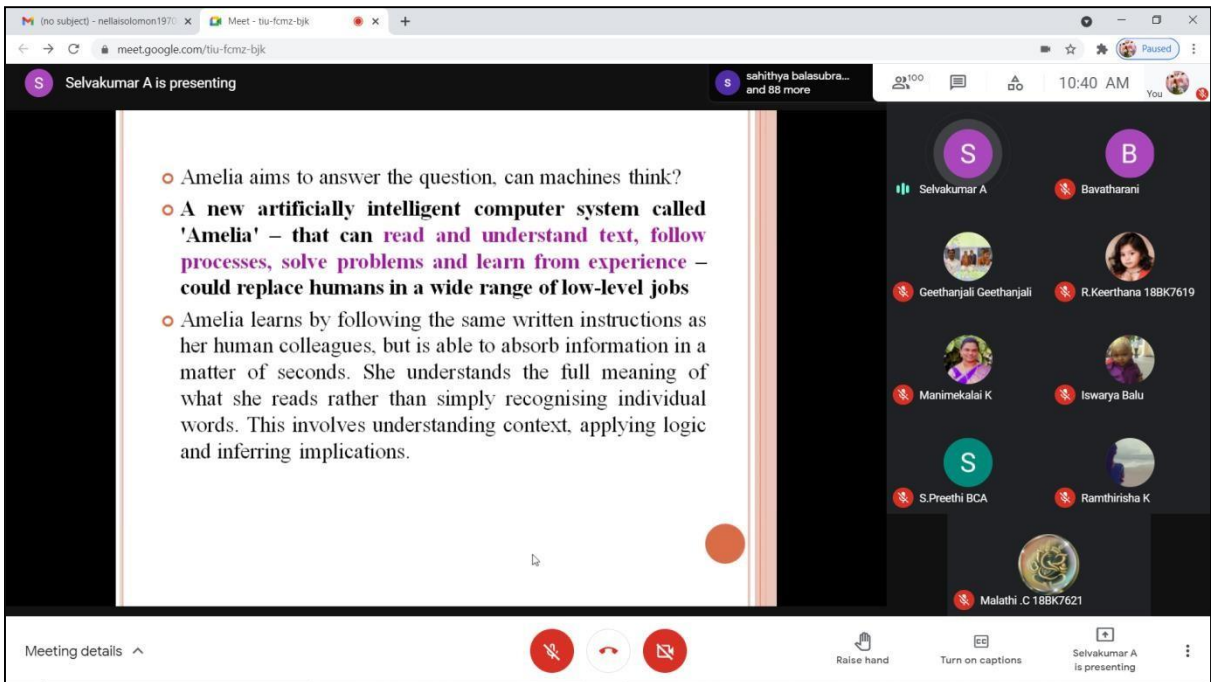 (no subject) - nellaisolomon1970
Meet - tiu-fcmz-bjk
meet.google.com/tiu-fcmz-bjk
Paused
S
Selvakumar A is presenting
S
sahithya balasubra...
and 88 more
100
10:40 AM
You
Amelia aims to answer the question, can machines think?
A new artificially intelligent computer system called
'Amelia' – that can read and understand text, follow
processes, solve problems and learn from experience –
could replace humans in a wide range of low-level jobs
Amelia learns by following the same written instructions as
her human colleagues, but is able to absorb information in a
matter of seconds. She understands the full meaning of
what she reads rather than simply recognising individual
words. This involves understanding context, applying logic
and inferring implications.
S
Selvakumar A
B
Bavatharani
Geethanjali Geethanjali
R.Keerthana 18BK7619
Manimekalai K
Iswarya Balu
S
S.Preethi BCA
Ramthirisha K
Malathi .C 18BK7621
Meeting details
Raise hand
CC
Turn on captions
Selvakumar A
is presenting